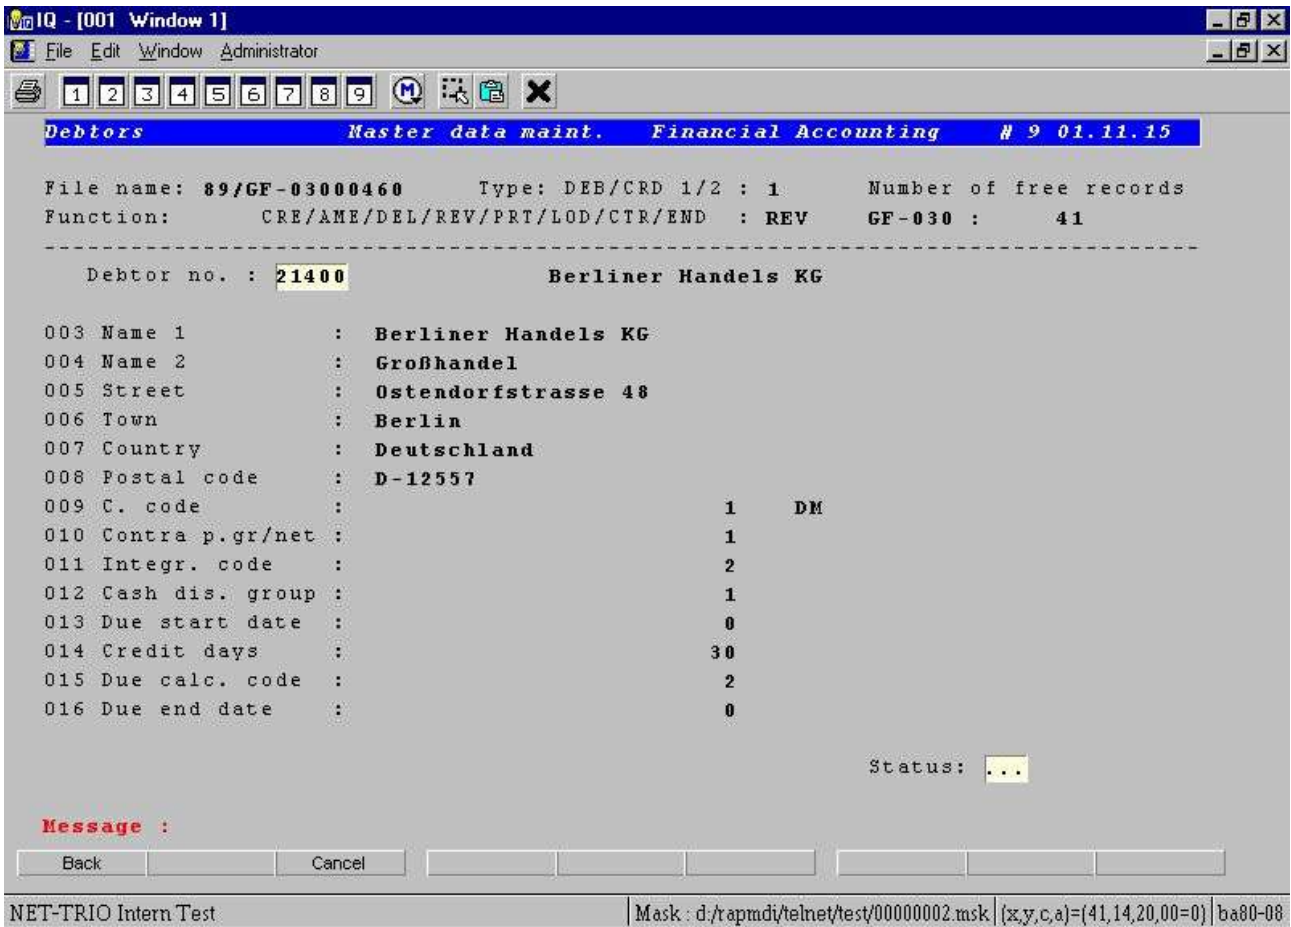 IQ - [001 Window 1]
File Edit Window Administrator
1 2 3 4 5 6 7 8 9 M
Debtors Master data maint. Financial Accounting N 9 01.11.15
File name: 89/GF-03000460 Type: DEB/CRD 1/2 : 1 Number of free records
Function: CRE/AME/DEL/REV/PRT/LOD/CTR/END : REV GF-030 : 41
Debtor no. : 21400 Berliner Handels KG
003 Name 1 : Berliner Handels KG
004 Name 2 : Großhandel
005 Street : Ostendorfstrasse 48
006 Town : Berlin
007 Country : Deutschland
008 Postal code : D-12557
009 C. code : 1 DM
010 Contra p.gr/net : 1
011 Integr. code : 2
012 Cash dis. group : 1
013 Due start date : 0
014 Credit days : 30
015 Due calc. code : 2
016 Due end date : 0
Status: ...
Message :
Back Cancel
NET-TRIO Intern Test Mask : d:/rapmdi/telnet/test/00000002.msk (x,y,c,a)=(41,14,20,00=0) ba80-08